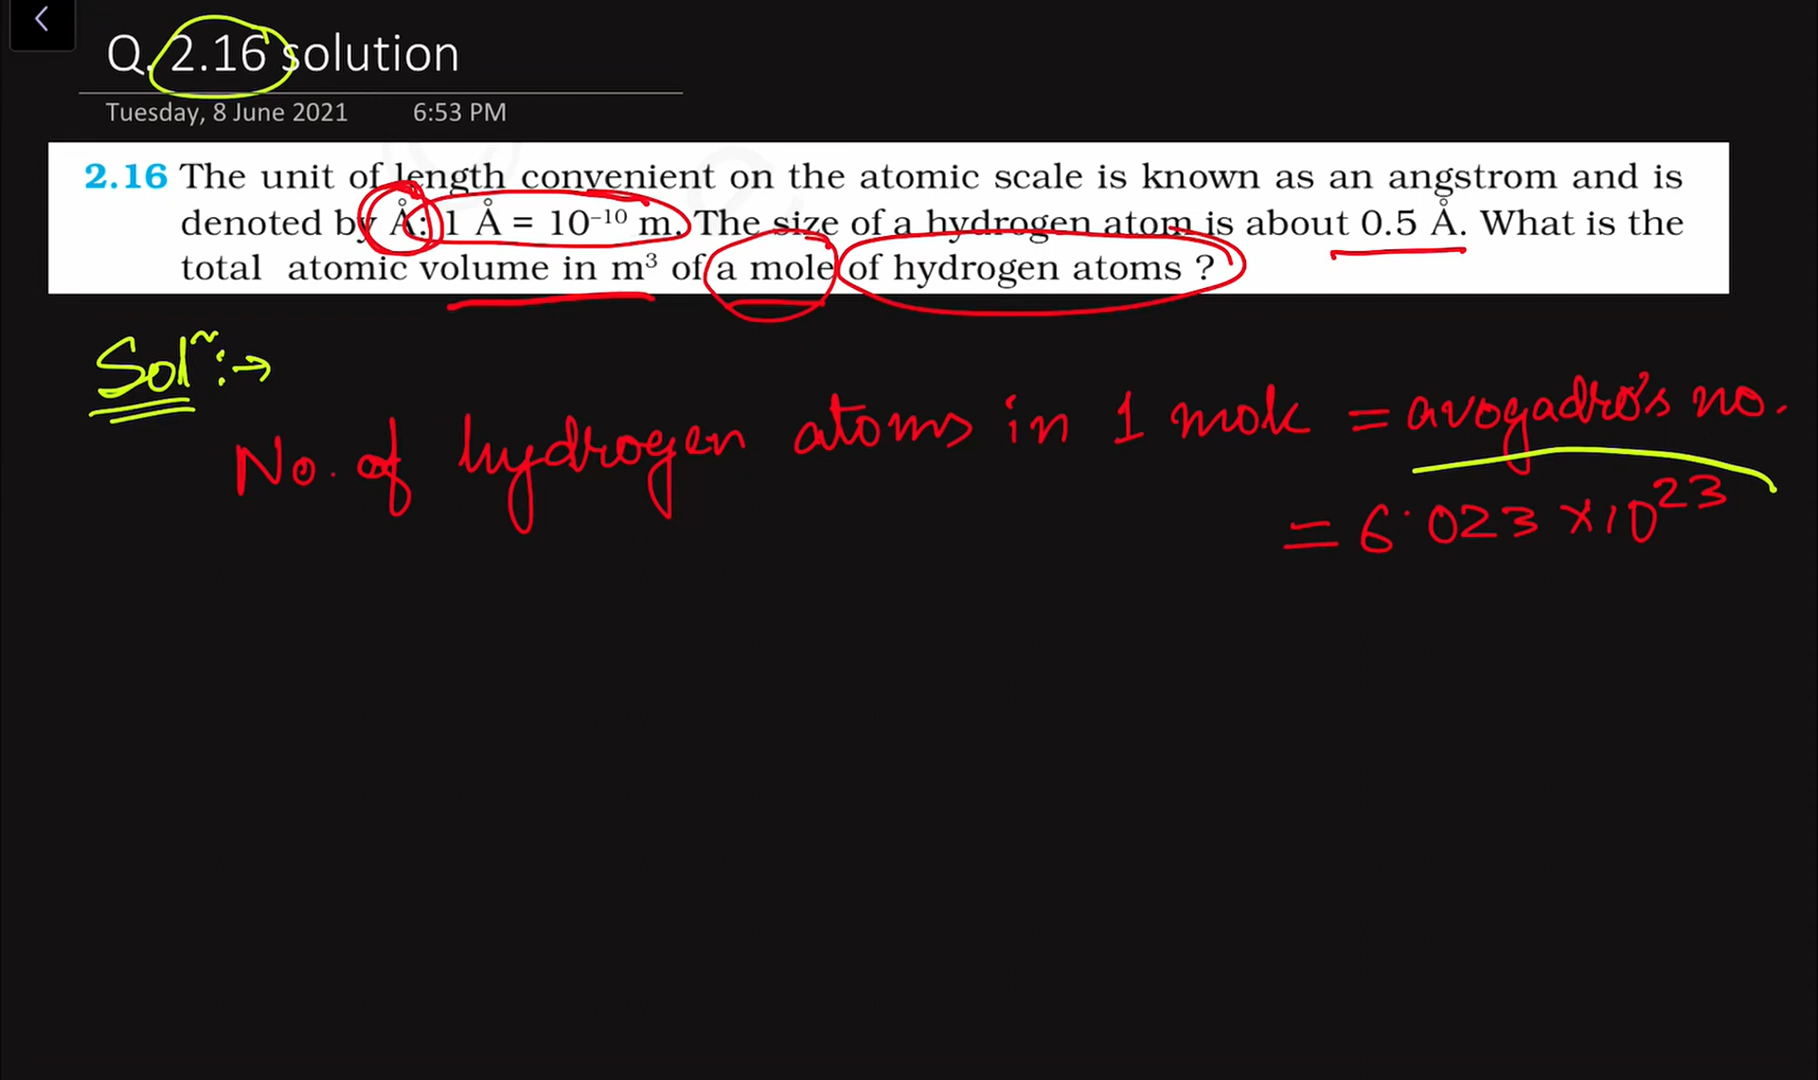 Q. 2.16 solution
Tuesday, 8 June 2021 6:53 PM
2.16 The unit of length convenient on the atomic scale is known as an angstrom and is
denoted by Å: 1 Å = 10⁻¹⁰ m. The size of a hydrogen atom is about 0.5 Å. What is the
total atomic volume in m³ of a mole of hydrogen atoms ?
Solⁿ :→
No. of hydrogen atoms in 1 mole = avogadro's no.
= 6.023 × 10²³